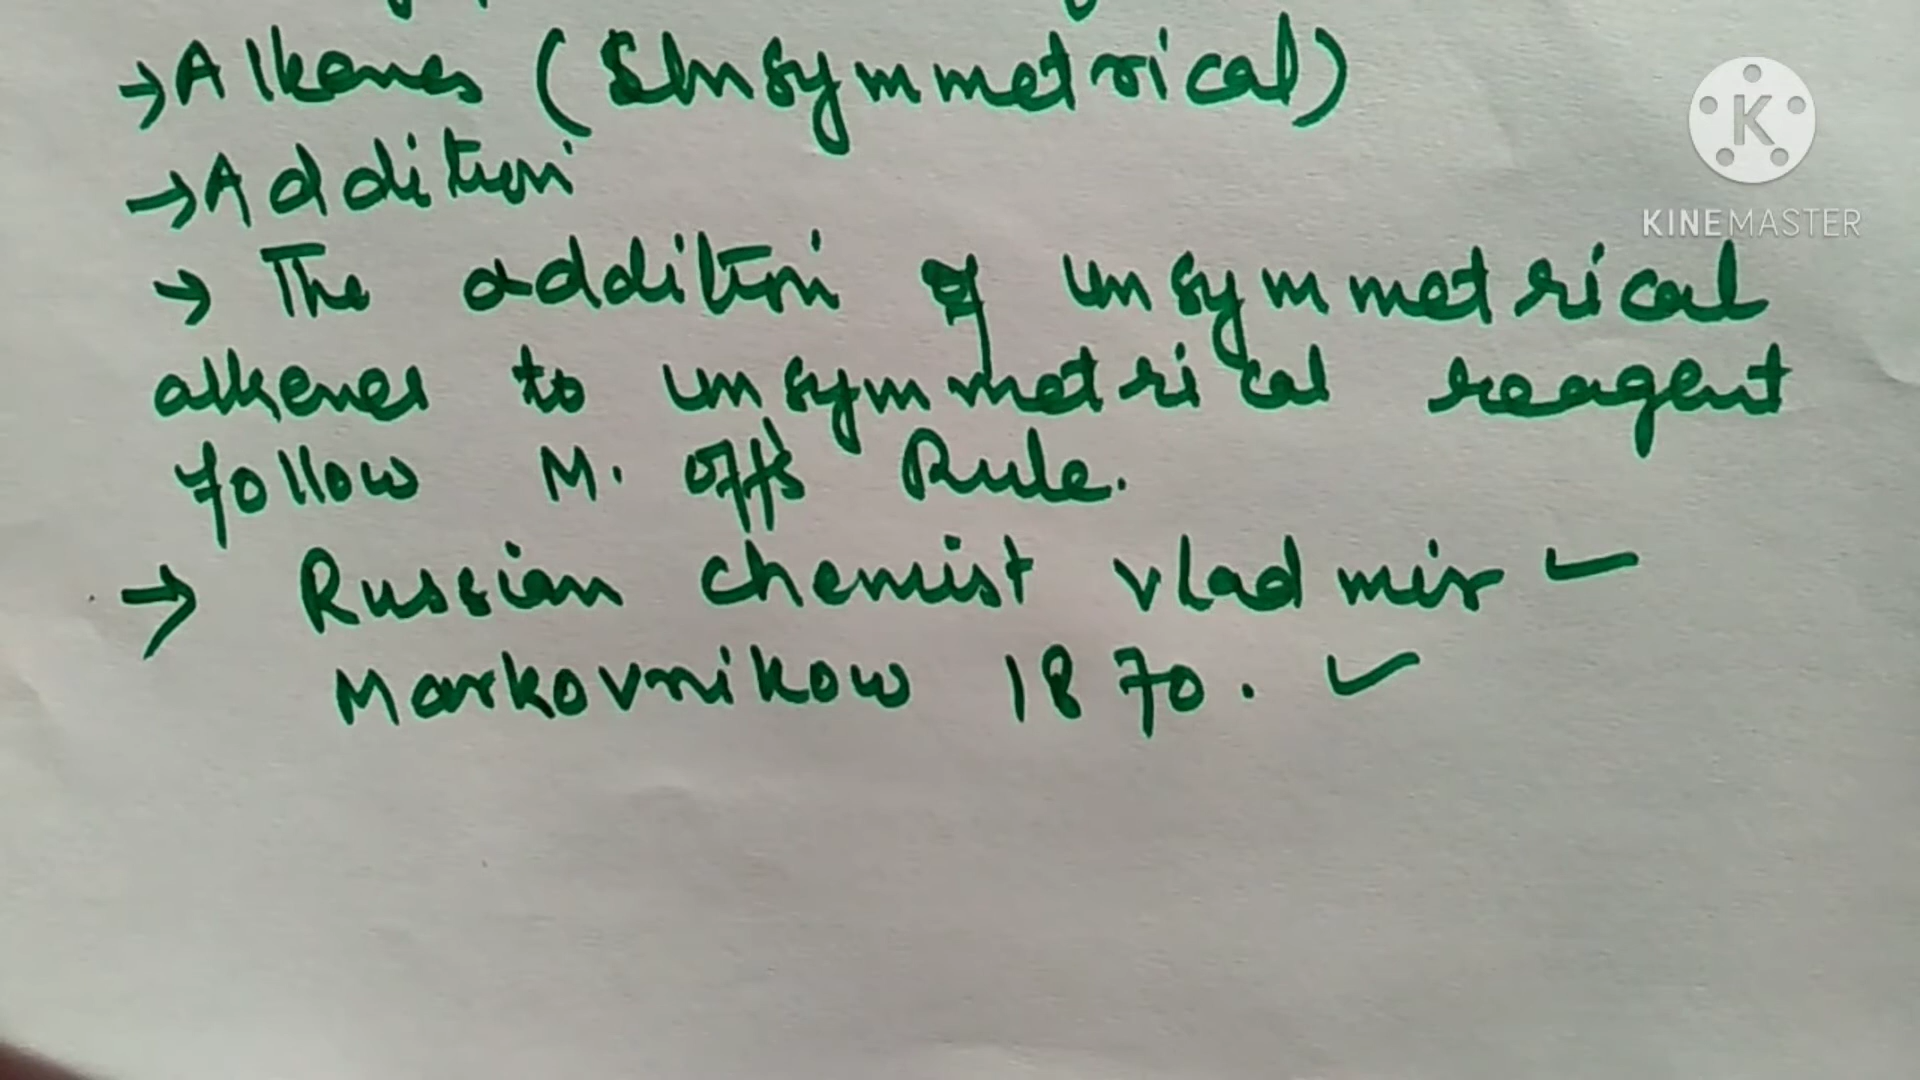 → Alkenes (Unsymmetrical)
→ Addition
→ The addition of unsymmetrical
alkenes to unsymmetrical reagent
follow M. off's Rule.
→ Russian chemist vladmir ✓
Markovnikow 1870. ✓
K
KINEMASTER